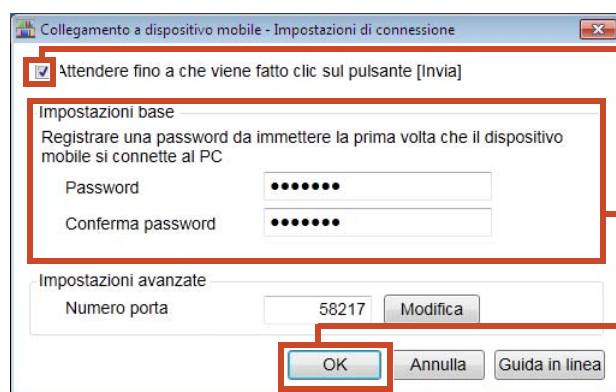 Collegamento a dispositivo mobile - Impostazioni di connessione
Attendere fino a che viene fatto clic sul pulsante [Invia]
Impostazioni base
Registrare una password da immettere la prima volta che il dispositivo
mobile si connette al PC
Password •••••••
Conferma password •••••••
Impostazioni avanzate
Numero porta 58217 Modifica
OK Annulla Guida in linea